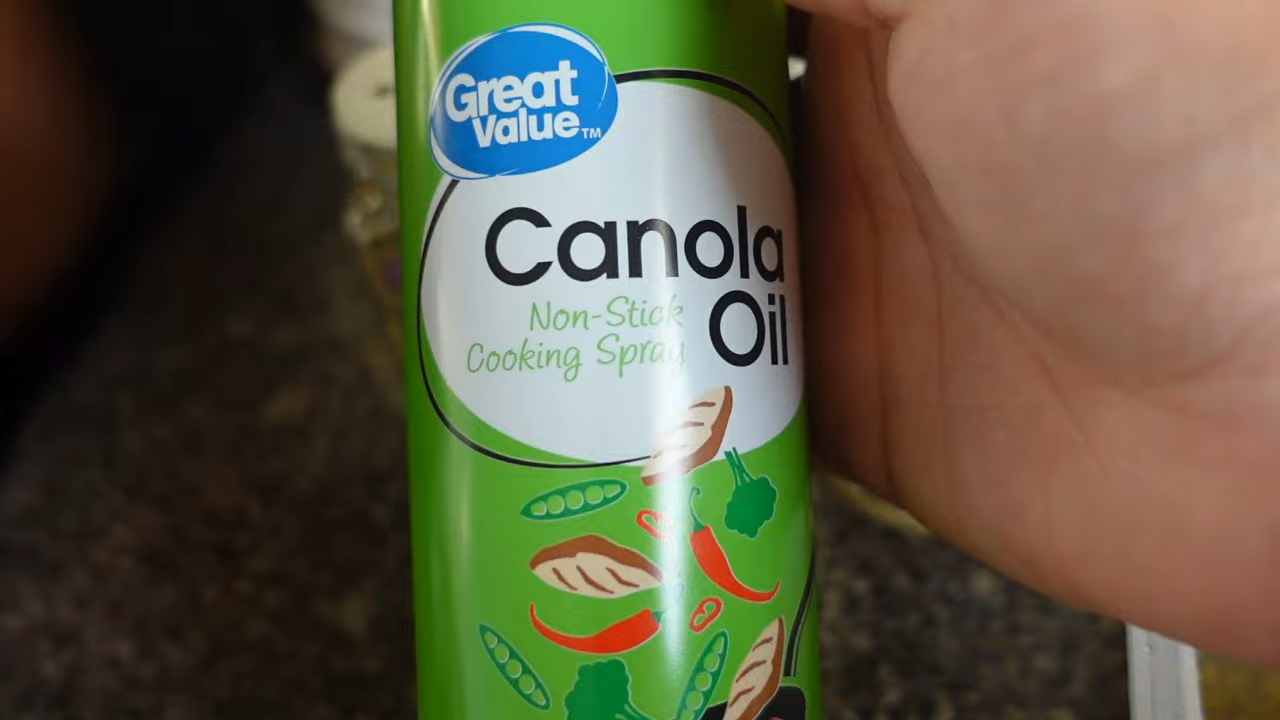 Great
Value™
Canola
Oil
Non-Stick
Cooking Spray